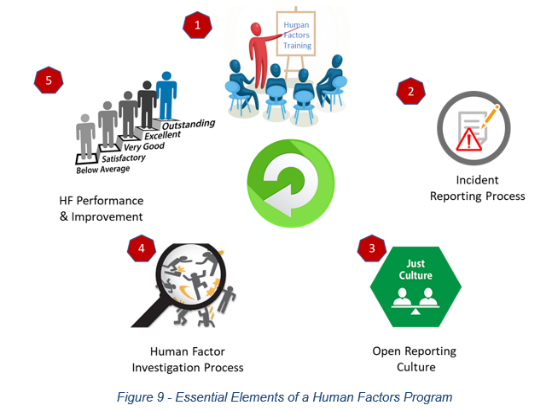 1
Human
Factors
Training
5
Outstanding
Excellent
Very Good
Satisfactory
Below Average
HF Performance
& Improvement
2
Incident
Reporting Process
4
Human Factor
Investigation Process
3
Just
Culture
Open Reporting
Culture
Figure 9 - Essential Elements of a Human Factors Program